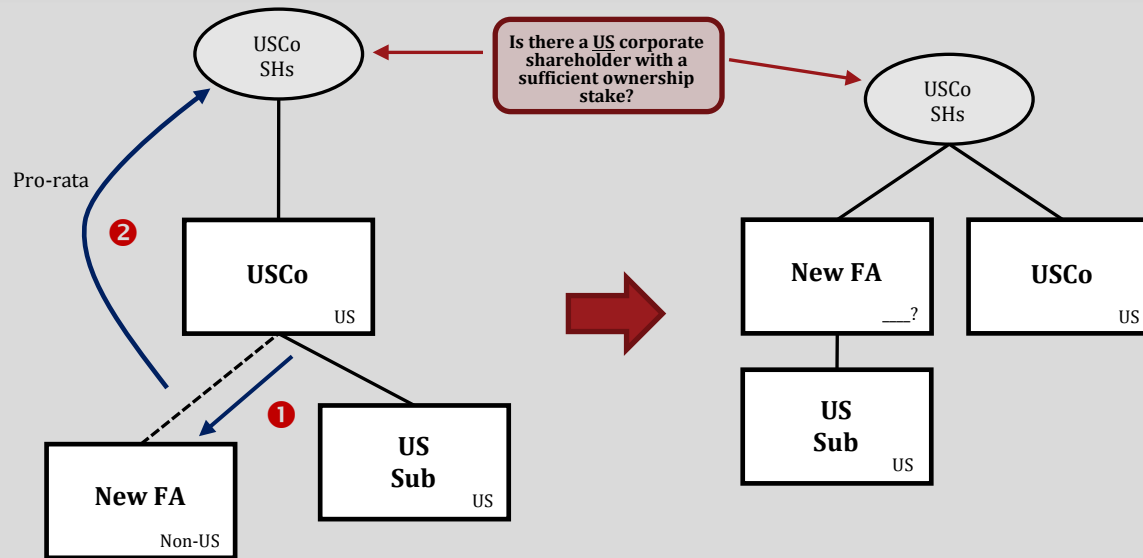 USCo
SHs
Is there a US corporate
shareholder with a
sufficient ownership
stake?
USCo
SHs
Pro-rata
2
USCo
US
New FA
___?
USCo
US
1
US
Sub
US
New FA
Non-US
US
Sub
US